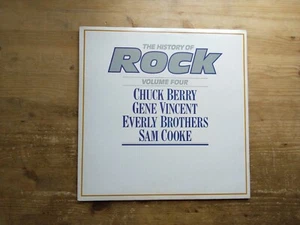 THE HISTORY OF
Rock
VOLUME FOUR
CHUCK BERRY
GENE VINCENT
EVERLY BROTHERS
SAM COOKE